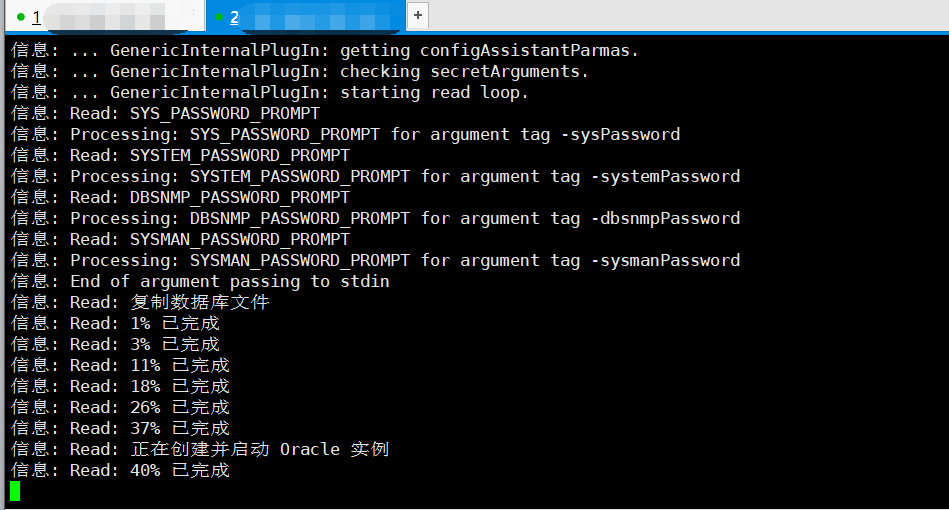 1
2
+
信息: ... GenericInternalPlugIn: getting configAssistantParmas.
信息: ... GenericInternalPlugIn: checking secretArguments.
信息: ... GenericInternalPlugIn: starting read loop.
信息: Read: SYS_PASSWORD_PROMPT
信息: Processing: SYS_PASSWORD_PROMPT for argument tag -sysPassword
信息: Read: SYSTEM_PASSWORD_PROMPT
信息: Processing: SYSTEM_PASSWORD_PROMPT for argument tag -systemPassword
信息: Read: DBSNMP_PASSWORD_PROMPT
信息: Processing: DBSNMP_PASSWORD_PROMPT for argument tag -dbsnmpPassword
信息: Read: SYSMAN_PASSWORD_PROMPT
信息: Processing: SYSMAN_PASSWORD_PROMPT for argument tag -sysmanPassword
信息: End of argument passing to stdin
信息: Read: 复制数据库文件
信息: Read: 1% 已完成
信息: Read: 3% 已完成
信息: Read: 11% 已完成
信息: Read: 18% 已完成
信息: Read: 26% 已完成
信息: Read: 37% 已完成
信息: Read: 正在创建并启动 Oracle 实例
信息: Read: 40% 已完成